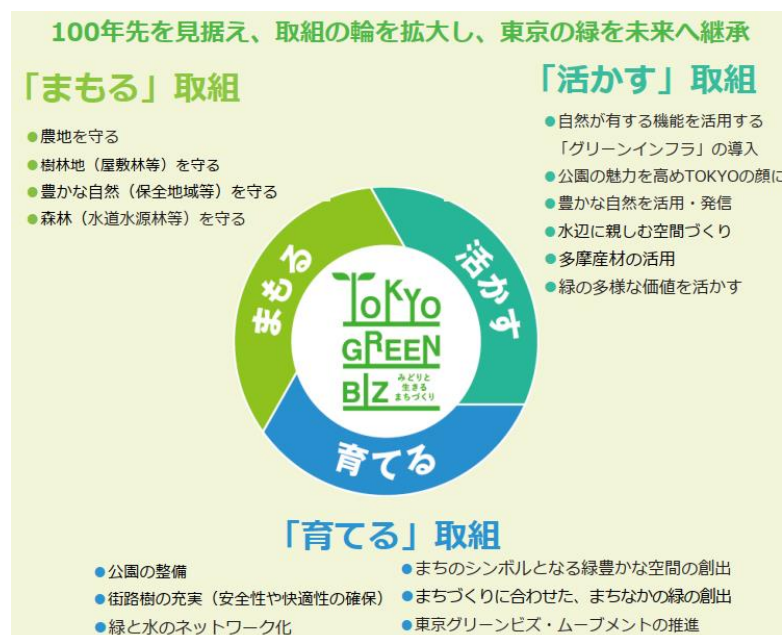 100年先を見据え、取組の輪を拡大し、東京の緑を未来へ継承
「まもる」取組
●農地を守る
●樹林地（屋敷林等）を守る
●豊かな自然（保全地域等）を守る
●森林（水道水源林等）を守る
「活かす」取組
●自然が有する機能を活用する
「グリーンインフラ」の導入
●公園の魅力を高めTOKYOの顔に
●豊かな自然を活用・発信
●水辺に親しむ空間づくり
●多摩産材の活用
●緑の多様な価値を活かす
まもる
活かす
育てる
TOKYO
GREEN
BIZ
みどりと
生きる
まちづくり
「育てる」取組
●公園の整備
●街路樹の充実（安全性や快適性の確保）
●緑と水のネットワーク化
●まちのシンボルとなる緑豊かな空間の創出
●まちづくりに合わせた、まちなかの緑の創出
●東京グリーンビズ・ムーブメントの推進